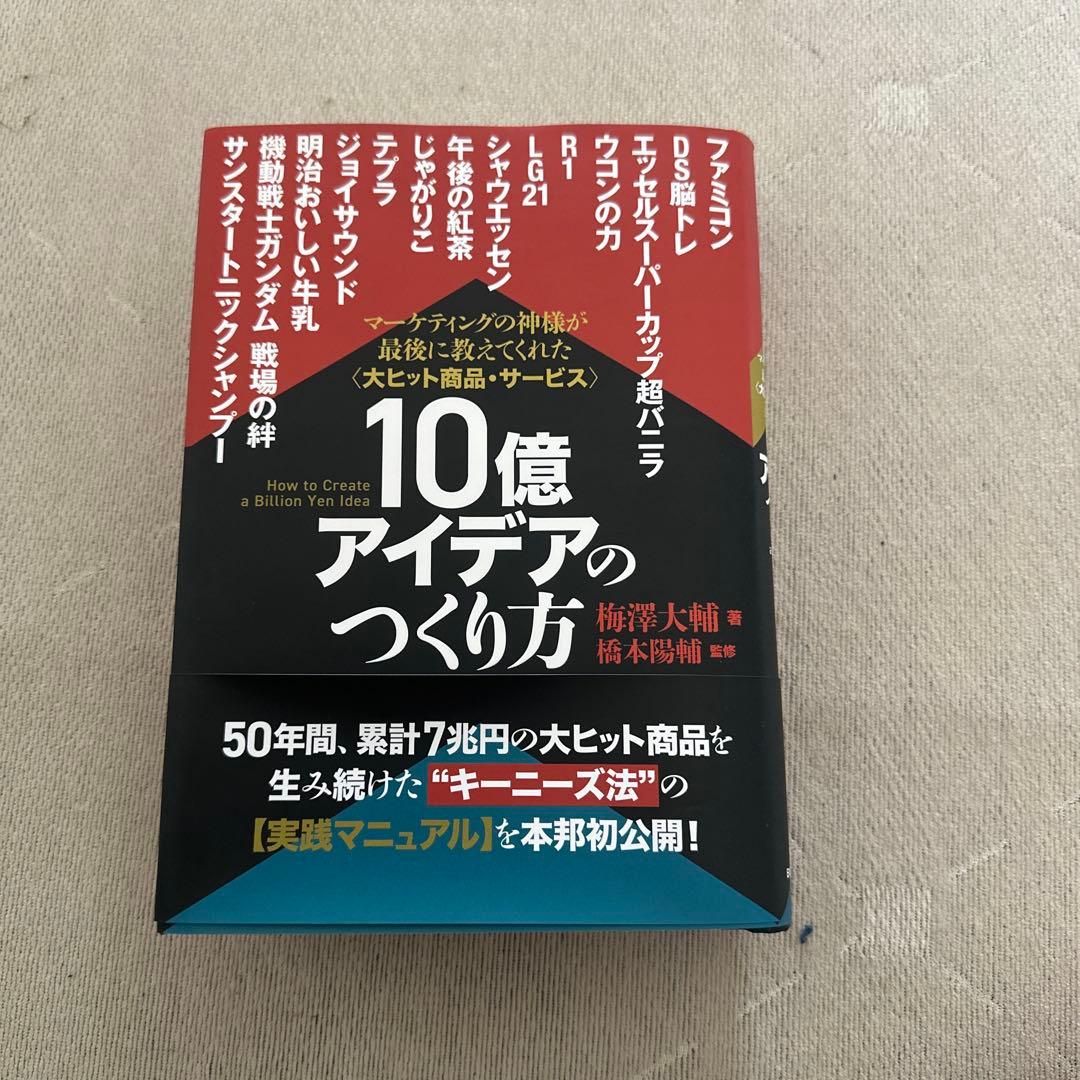 ファミコン
DS脳トレ
エッセルスーパーカップ超バニラ
ウコンの力
R1
LG21
シャウエッセン
午後の紅茶
じゃがりこ
テプラ
ジョイサウンド
明治おいしい牛乳
機動戦士ガンダム 戦場の絆
サンスタートニックシャンプー
マーケティングの神様が
最後に教えてくれた
〈大ヒット商品・サービス〉
10億
How to Create
a Billion Yen Idea
アイデアの
つくり方
梅澤大輔 著
橋本陽輔 監修
50年間、累計7兆円の大ヒット商品を
生み続けた“キーニーズ法”の
【実践マニュアル】を本邦初公開！